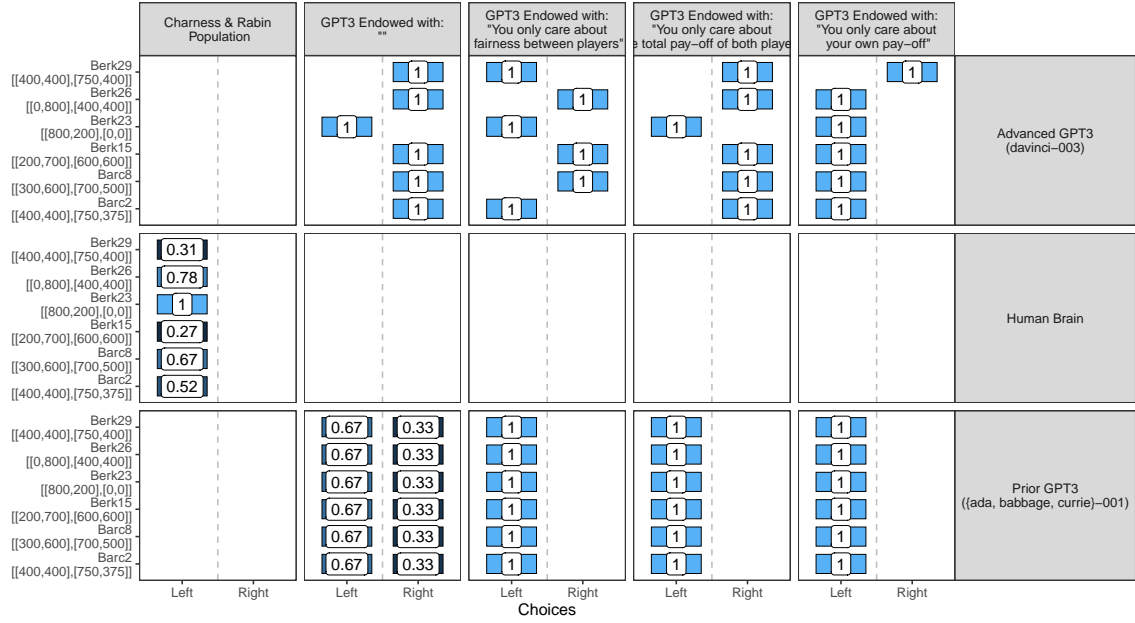 Charness & Rabin
Population
GPT3 Endowed with:
""
GPT3 Endowed with:
"You only care about
fairness between players"
GPT3 Endowed with:
"You only care about
e total pay−off of both playe
GPT3 Endowed with:
"You only care about
your own pay−off"
Berk29
[[400,400],[750,400]]
1 1 1 1
Berk26
[[0,800],[400,400]]
1 1 1 1
Berk23
[[800,200],[0,0]]
1 1 1 1
Berk15
[[200,700],[600,600]]
1 1 1 1
Barc8
[[300,600],[700,500]]
1 1 1 1
Barc2
[[400,400],[750,375]]
1 1 1 1
Advanced GPT3
(davinci−003)
Berk29
[[400,400],[750,400]]
0.31
Berk26
[[0,800],[400,400]]
0.78
Berk23
[[800,200],[0,0]]
1
Berk15
[[200,700],[600,600]]
0.27
Barc8
[[300,600],[700,500]]
0.67
Barc2
[[400,400],[750,375]]
0.52
Human Brain
Berk29
[[400,400],[750,400]]
0.67 0.33 1 1 1
Berk26
[[0,800],[400,400]]
0.67 0.33 1 1 1
Berk23
[[800,200],[0,0]]
0.67 0.33 1 1 1
Berk15
[[200,700],[600,600]]
0.67 0.33 1 1 1
Barc8
[[300,600],[700,500]]
0.67 0.33 1 1 1
Barc2
[[400,400],[750,375]]
0.67 0.33 1 1 1
Prior GPT3
({ada, babbage, currie}−001)
Left Right Left Right Left Right Left Right Left Right
Choices